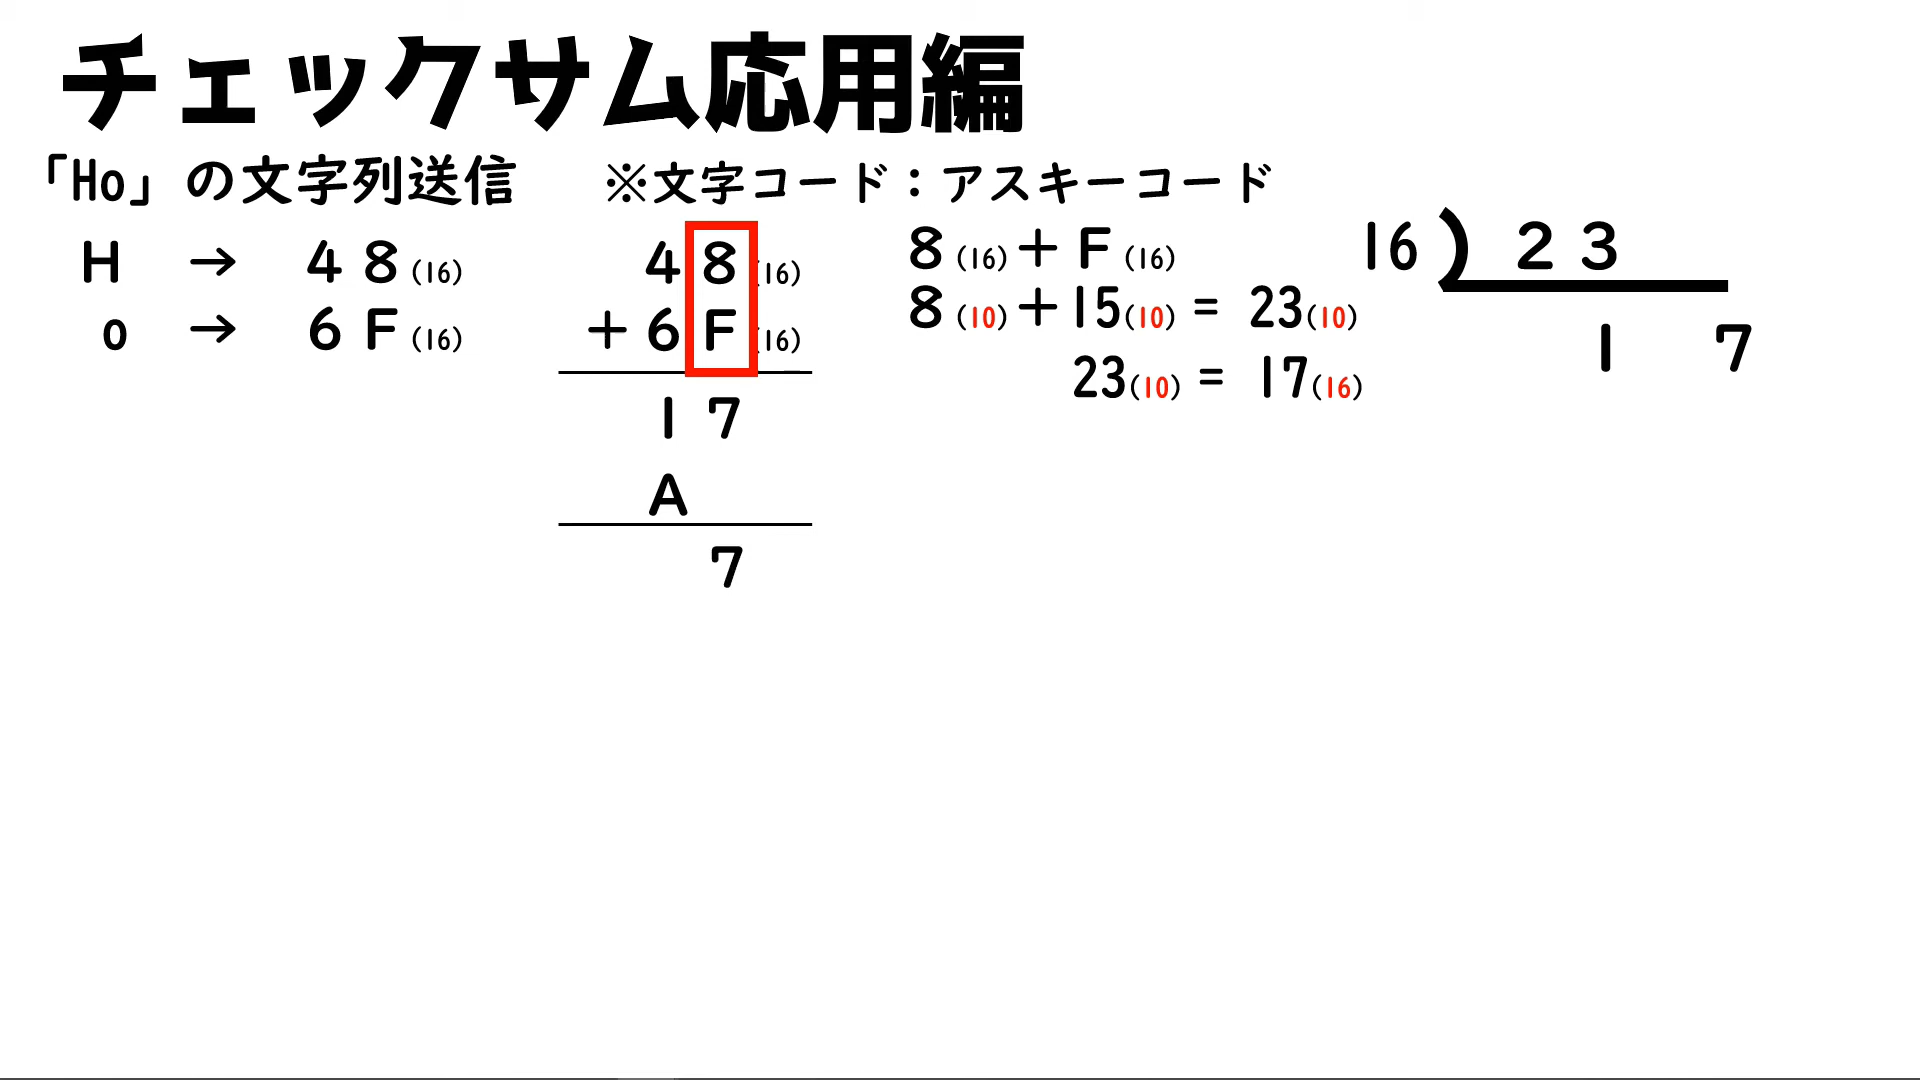 チェックサム応用編
「Ho」の文字列送信 ※文字コード：アスキーコード
H → 48(16)
o → 6F(16)
48(16)
+6F(16)
17
A
7
8(16)+F(16)
8(10)+15(10) = 23(10)
23(10) = 17(16)
16)23
1 7